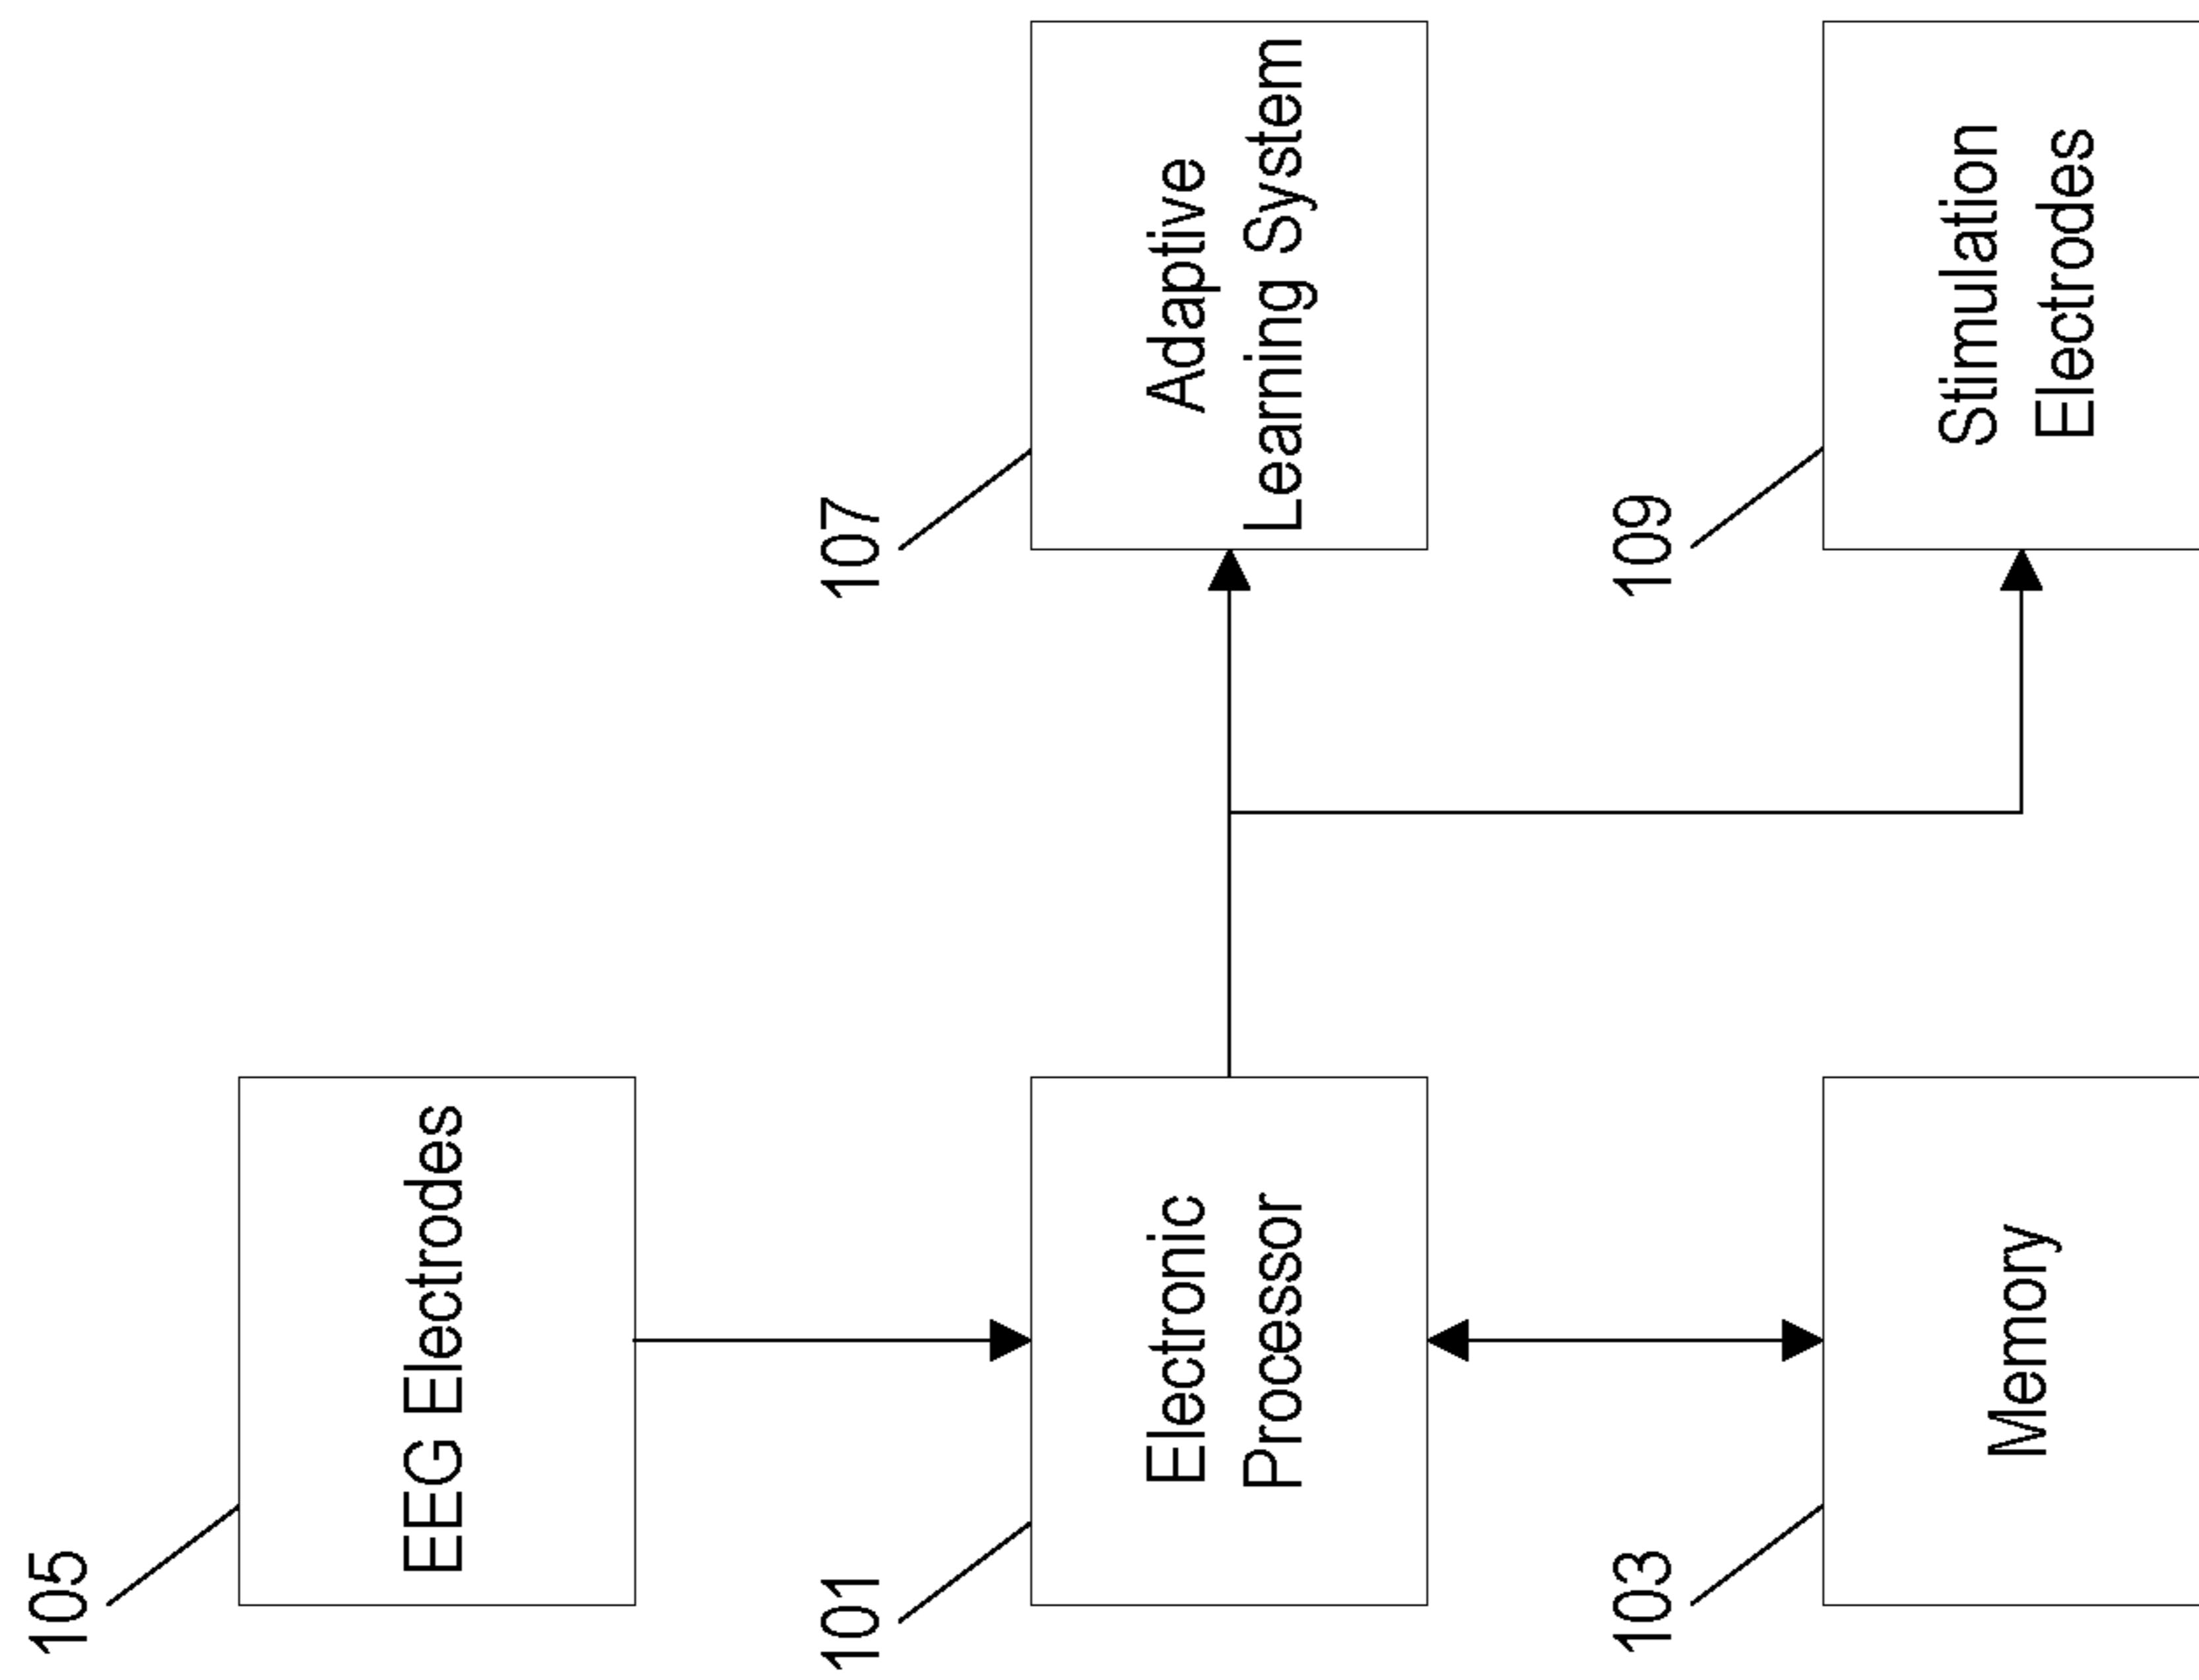 105
EEG Electrodes
101
Electronic
Processor
107
Adaptive
Learning System
103
Memory
109
Stimulation
Electrodes